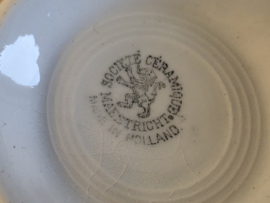 SOCIÉTÉ CÉRAMIQUE
MAESTRICHT
MADE IN HOLLAND